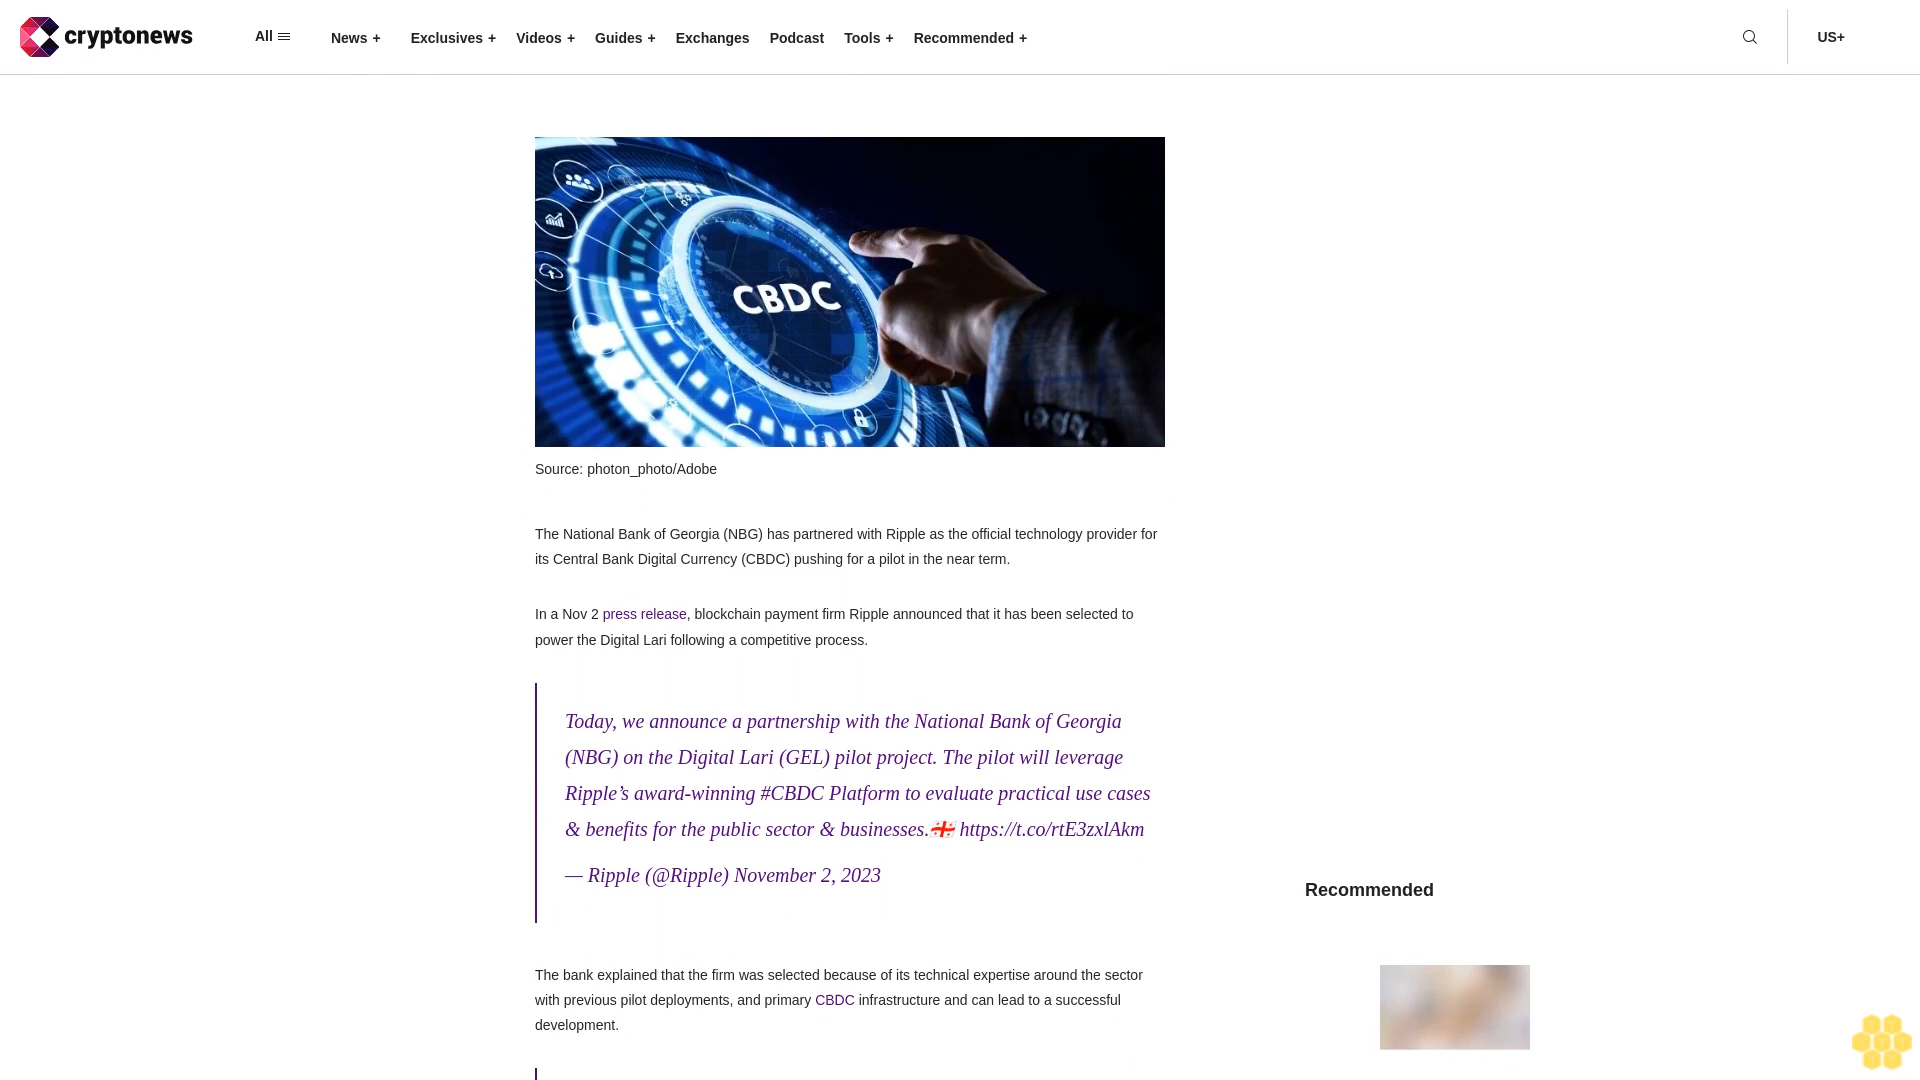 cryptonews
All
News +
Exclusives +
Videos +
Guides +
Exchanges
Podcast
Tools +
Recommended +
US+
CBDC
Source: photon_photo/Adobe
The National Bank of Georgia (NBG) has partnered with Ripple as the official technology provider for
its Central Bank Digital Currency (CBDC) pushing for a pilot in the near term.
In a Nov 2 press release, blockchain payment firm Ripple announced that it has been selected to
power the Digital Lari following a competitive process.
Today, we announce a partnership with the National Bank of Georgia
(NBG) on the Digital Lari (GEL) pilot project. The pilot will leverage
Ripple’s award-winning #CBDC Platform to evaluate practical use cases
& benefits for the public sector & businesses.🇬🇪 https://t.co/rtE3zxlAkm
— Ripple (@Ripple) November 2, 2023
Recommended
The bank explained that the firm was selected because of its technical expertise around the sector
with previous pilot deployments, and primary CBDC infrastructure and can lead to a successful
development.